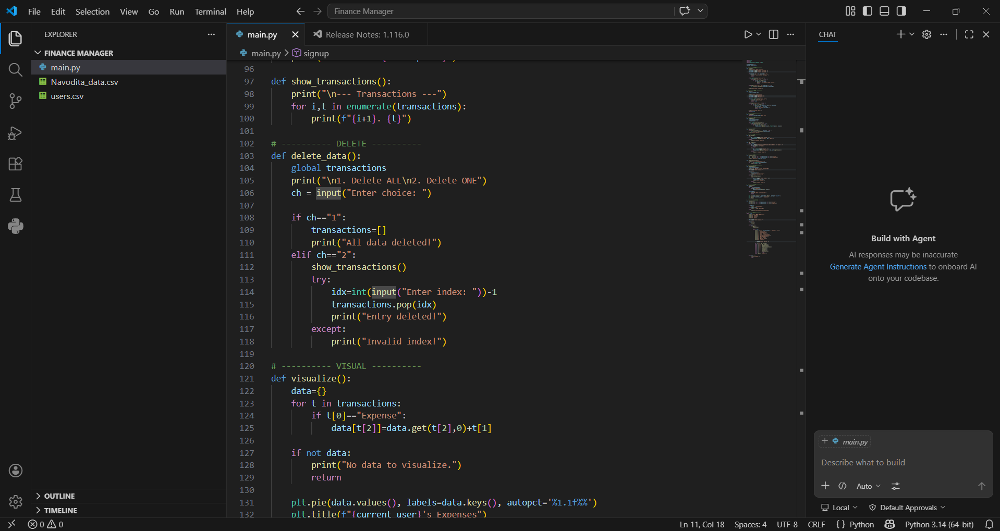 File Edit Selection View Go Run Terminal Help
Finance Manager
EXPLORER
FINANCE MANAGER
main.py
Navodita_data.csv
users.csv
OUTLINE
TIMELINE
main.py
Release Notes: 1.116.0
main.py > signup
96
97 def show_transactions():
98     print("\n--- Transactions ---")
99     for i,t in enumerate(transactions):
100         print(f"{i+1}. {t}")
101
102 # ---------- DELETE ----------
103 def delete_data():
104     global transactions
105     print("\n1. Delete ALL\n2. Delete ONE")
106     ch = input("Enter choice: ")
107
108     if ch=="1":
109         transactions=[]
110         print("All data deleted!")
111     elif ch=="2":
112         show_transactions()
113         try:
114             idx=int(input("Enter index: "))-1
115             transactions.pop(idx)
116             print("Entry deleted!")
117         except:
118             print("Invalid index!")
119
120 # ---------- VISUAL ----------
121 def visualize():
122     data={}
123     for t in transactions:
124         if t[0]=="Expense":
125             data[t[2]]=data.get(t[2],0)+t[1]
126
127     if not data:
128         print("No data to visualize.")
129         return
130
131     plt.pie(data.values(), labels=data.keys(), autopct='%1.1f%%')
132     plt.title(f"{current_user}'s Expenses")
CHAT
Build with Agent
AI responses may be inaccurate
Generate Agent Instructions to onboard AI
onto your codebase.
main.py
Describe what to build
Auto
Local Default Approvals
0 0
Ln 11, Col 18 Spaces: 4 UTF-8 CRLF {} Python Python 3.14 (64-bit)